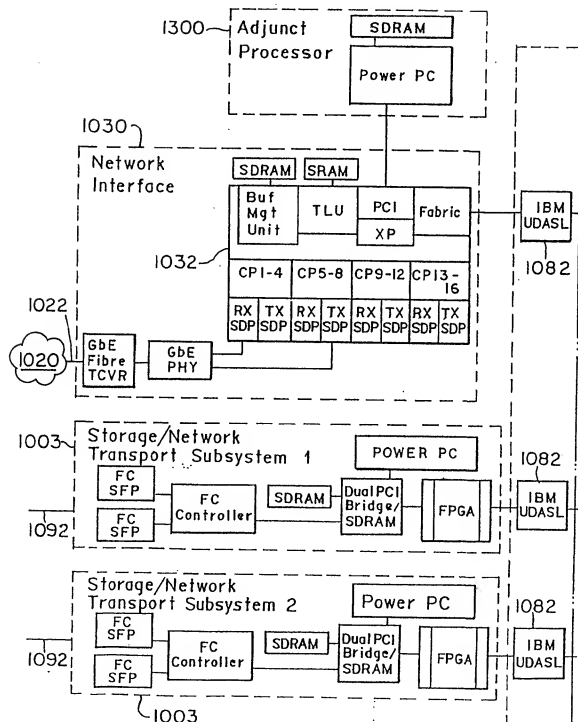 1300
Adjunct
Processor
SDRAM
Power PC
1030
Network
Interface
SDRAM
SRAM
Buf
Mgt
Unit
TLU
PCI
XP
Fabric
1032
CP1-4
CP5-8
CP9-12
CP13-
16
RX
SDP
TX
SDP
RX
SDP
TX
SDP
RX
SDP
TX
SDP
RX
SDP
TX
SDP
IBM
UDASL
1082
1022
1020
GbE
Fibre
TCVR
GbE
PHY
1003
Storage/Network
Transport Subsystem 1
FC
SFP
FC
SFP
1092
FC
Controller
SDRAM
POWER PC
Dual PCI
Bridge/
SDRAM
FPGA
1082
IBM
UDASL
Storage/Network
Transport Subsystem 2
FC
SFP
FC
SFP
1092
FC
Controller
SDRAM
Power PC
Dual PCI
Bridge/
SDRAM
FPGA
1082
IBM
UDASL
1003